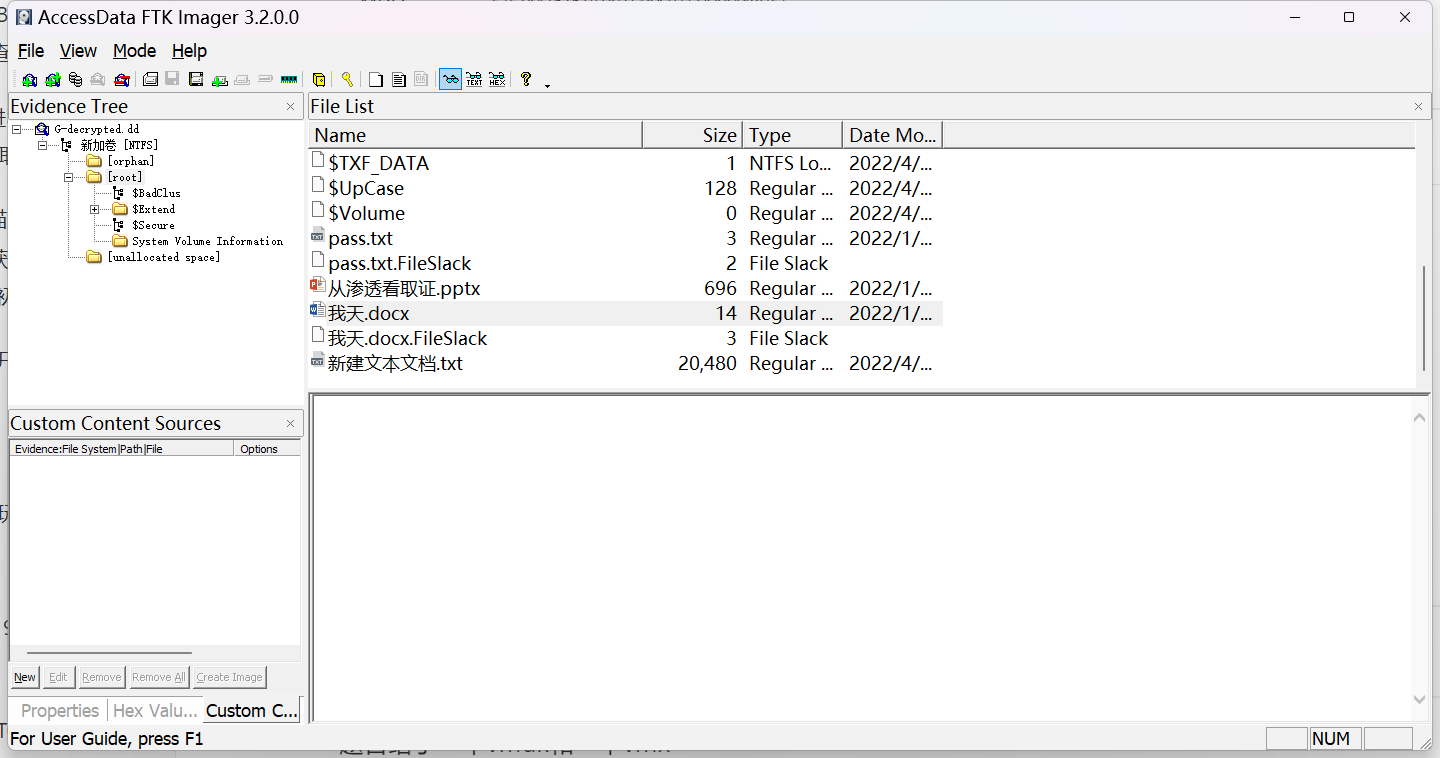 AccessData FTK Imager 3.2.0.0
File View Mode Help
Evidence Tree
G-decrypted.dd
新加卷 [NTFS]
[orphan]
[root]
$BadClus
$Extend
$Secure
System Volume Information
[unallocated space]
File List
Name Size Type Date Mo...
$TXF_DATA 1 NTFS Lo... 2022/4/...
$UpCase 128 Regular ... 2022/4/...
$Volume 0 Regular ... 2022/4/...
pass.txt 3 Regular ... 2022/1/...
pass.txt.FileSlack 2 File Slack
从渗透看取证.pptx 696 Regular ... 2022/1/...
我天.docx 14 Regular ... 2022/1/...
我天.docx.FileSlack 3 File Slack
新建文本文档.txt 20,480 Regular ... 2022/4/...
Custom Content Sources
Evidence:File System|Path|File Options
New Edit Remove Remove All Create Image
Properties Hex Valu... Custom C...
For User Guide, press F1
NUM